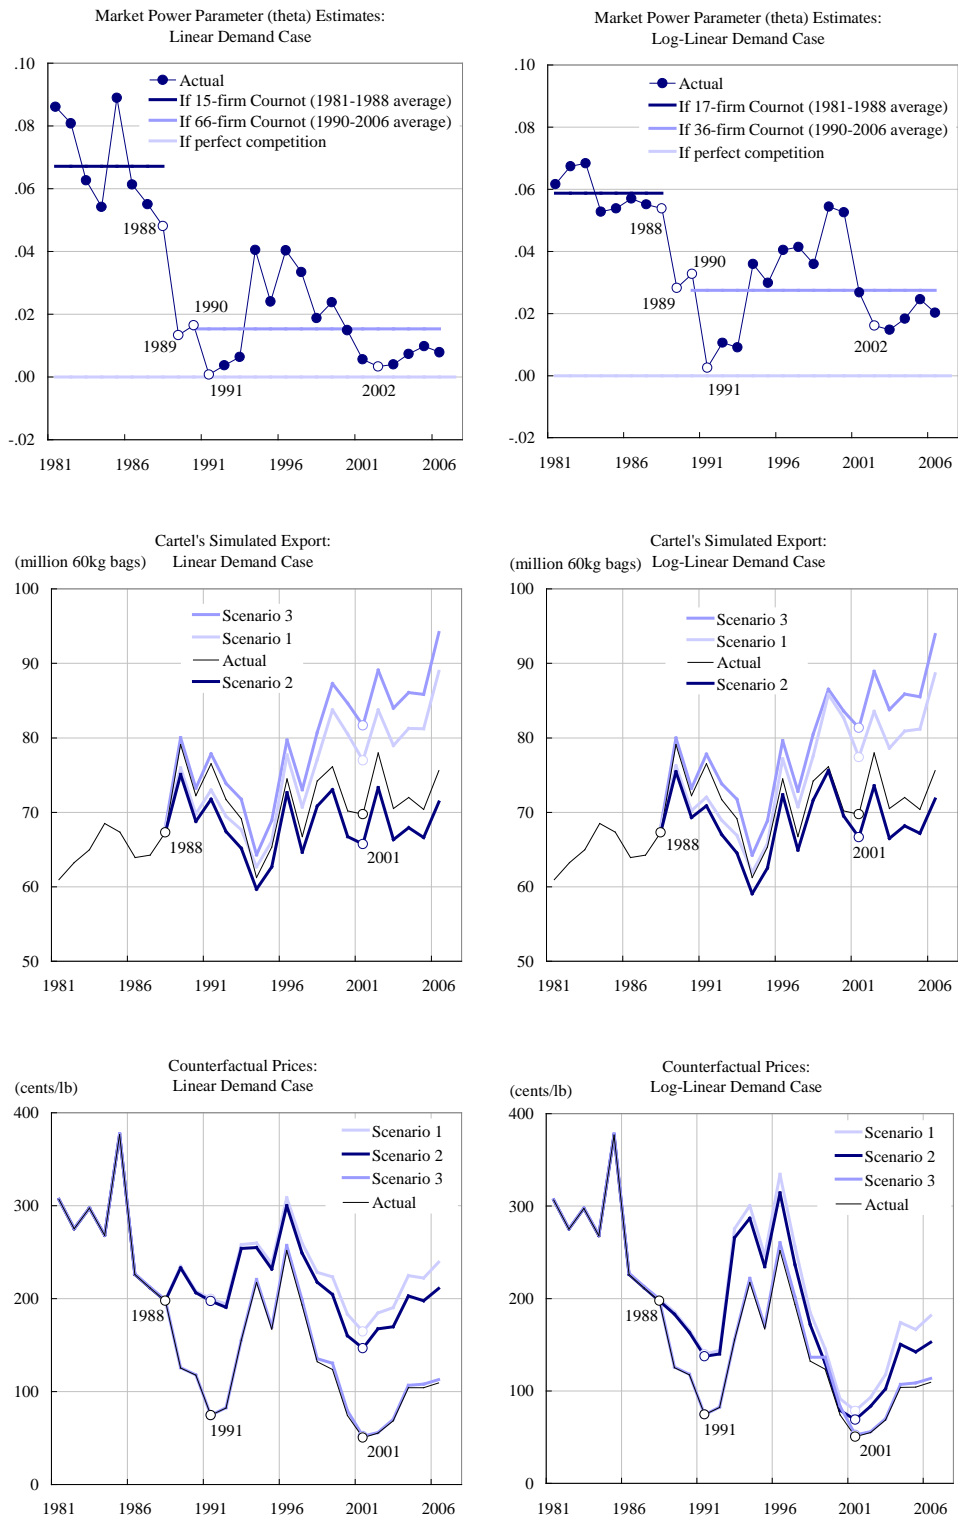 Market Power Parameter (theta) Estimates:
Linear Demand Case
.10
.08
.06
.04
.02
.00
-.02
Actual
If 15-firm Cournot (1981-1988 average)
If 66-firm Cournot (1990-2006 average)
If perfect competition
1988
1990
1989
1991
2002
1981 1986 1991 1996 2001 2006
Market Power Parameter (theta) Estimates:
Log-Linear Demand Case
.10
.08
.06
.04
.02
.00
-.02
Actual
If 17-firm Cournot (1981-1988 average)
If 36-firm Cournot (1990-2006 average)
If perfect competition
1988
1990
1989
2002
1991
1981 1986 1991 1996 2001 2006
Cartel's Simulated Export:
(million 60kg bags) Linear Demand Case
100
90
80
70
60
50
Scenario 3
Scenario 1
Actual
Scenario 2
1988
2001
1981 1986 1991 1996 2001 2006
Cartel's Simulated Export:
(million 60kg bags) Log-Linear Demand Case
100
90
80
70
60
50
Scenario 3
Scenario 1
Actual
Scenario 2
1988
2001
1981 1986 1991 1996 2001 2006
Counterfactual Prices:
(cents/lb) Linear Demand Case
400
300
200
100
0
Scenario 1
Scenario 2
Scenario 3
Actual
1988
1991
2001
1981 1986 1991 1996 2001 2006
Counterfactual Prices:
(cents/lb) Log-Linear Demand Case
400
300
200
100
0
Scenario 1
Scenario 2
Scenario 3
Actual
1988
1991
2001
1981 1986 1991 1996 2001 2006